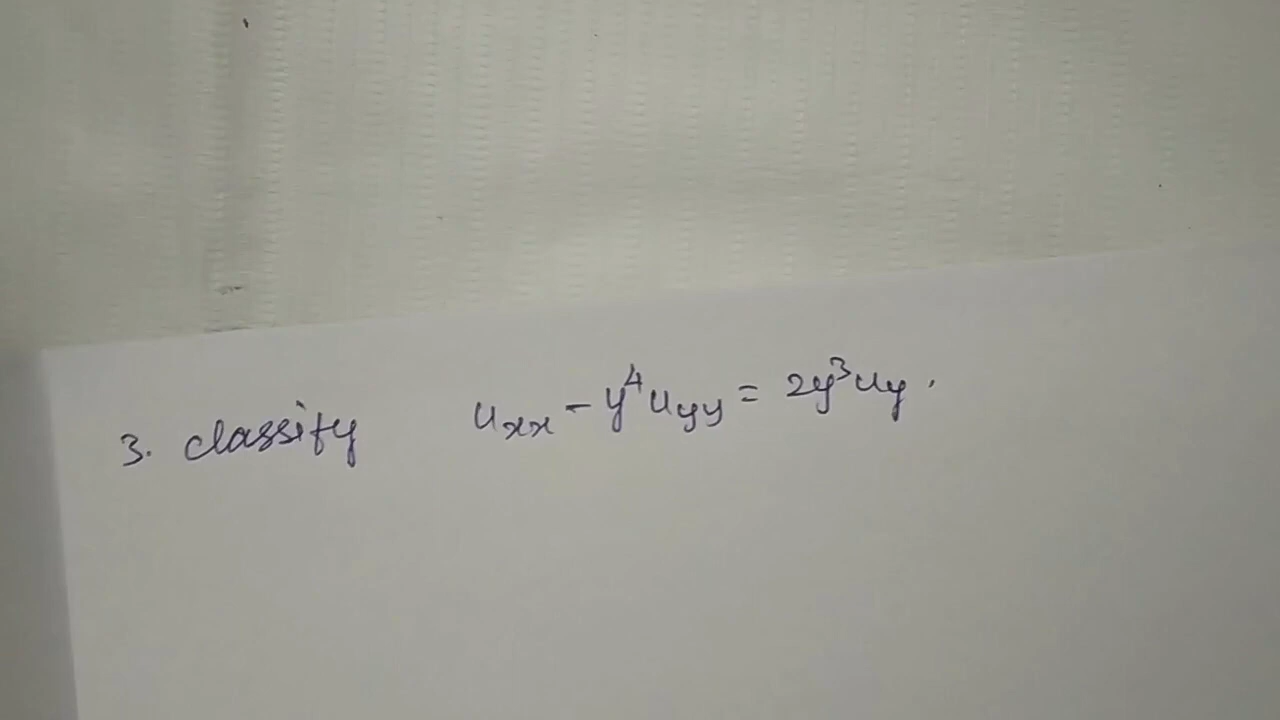 3. classify u_xx - y^4 u_yy = 2y^3 u_y.